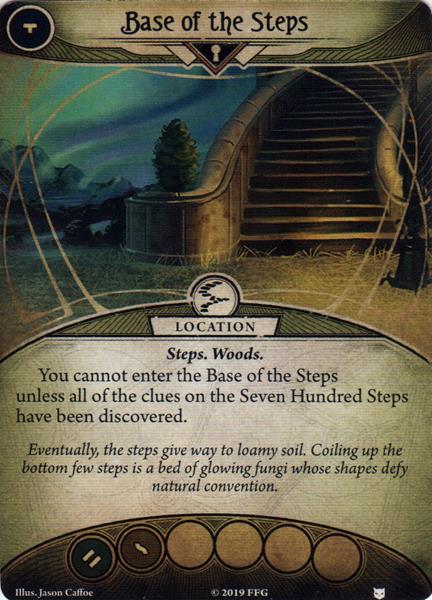 Base of the Steps
LOCATION
Steps. Woods.
You cannot enter the Base of the Steps
unless all of the clues on the Seven Hundred Steps
have been discovered.
Eventually, the steps give way to loamy soil. Coiling up the
bottom few steps is a bed of glowing fungi whose shapes defy
natural convention.
Illus. Jason Caffoe
© 2019 FFG